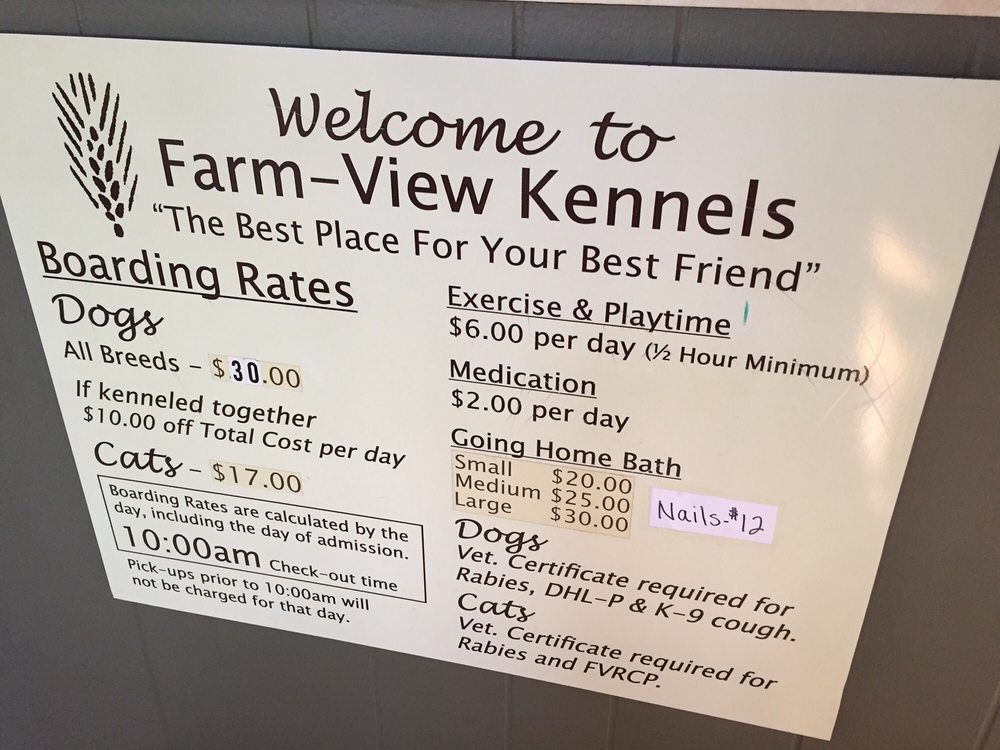 Welcome to
Farm-View Kennels
“The Best Place For Your Best Friend”
Boarding Rates
Dogs
All Breeds - $30.00
If kenneled together
$10.00 off Total Cost per day
Cats - $17.00
Boarding Rates are calculated by the
day, including the day of admission.
10:00am Check-out time
Pick-ups prior to 10:00am will
not be charged for that day.
Exercise & Playtime
$6.00 per day (½ Hour Minimum)
Medication
$2.00 per day
Going Home Bath
Small $20.00
Medium $25.00
Large $30.00
Nails-$12
Dogs
Vet. Certificate required for
Rabies, DHL-P & K-9 cough.
Cats
Vet. Certificate required for
Rabies and FVRCP.